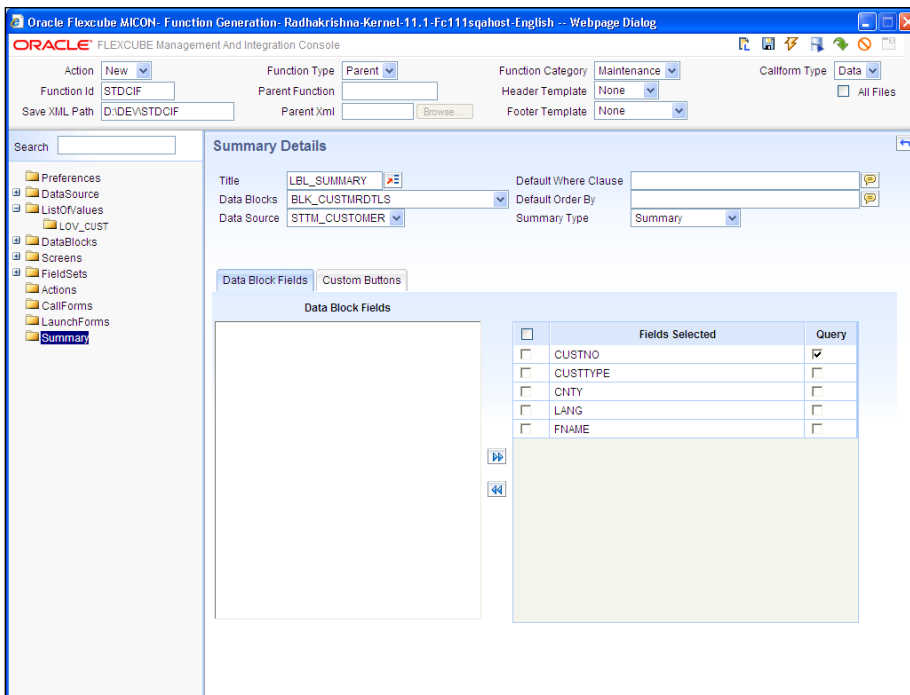 Oracle Flexcube MICON- Function Generation- Radhakrishna-Kernel-11.1-Fc111sqahost-English -- Webpage Dialog
ORACLE FLEXCUBE Management And Integration Console
Action New Function Type Parent Function Category Maintenance Callform Type Data
Function Id STDCIF Parent Function Header Template None All Files
Save XML Path D:\DEV\STDCIF Parent Xml Browse... Footer Template None
Search
Preferences
DataSource
ListOfValues
LOV_CUST
DataBlocks
Screens
FieldSets
Actions
CallForms
LaunchForms
Summary
Summary Details
Title LBL_SUMMARY Default Where Clause
Data Blocks BLK_CUSTMRDTLS Default Order By
Data Source STTM_CUSTOMER Summary Type Summary
Data Block Fields Custom Buttons
Data Block Fields
Fields Selected Query
CUSTNO
CUSTTYPE
CNTY
LANG
FNAME